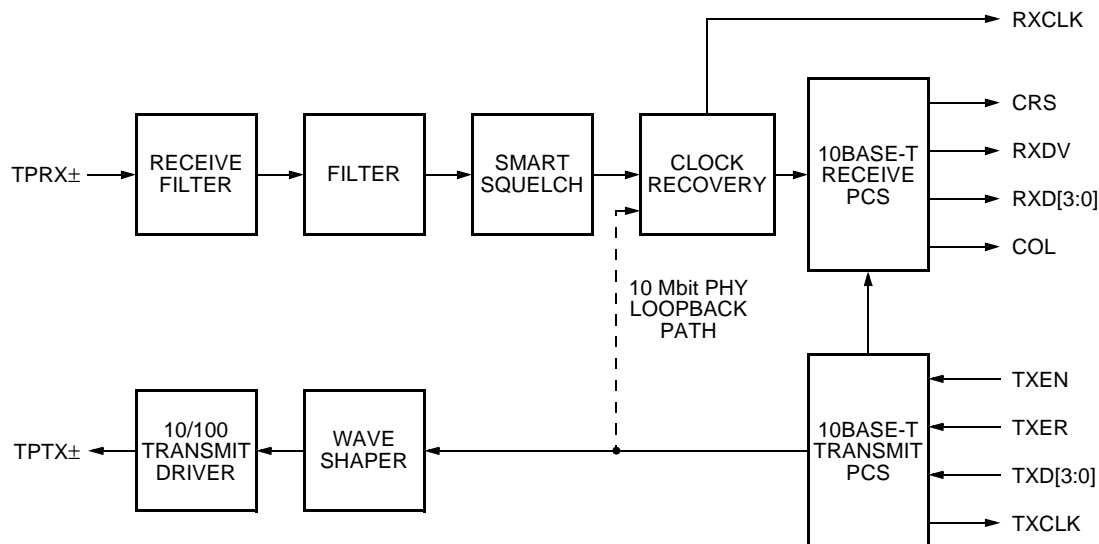 RXCLK
CRS
RXDV
RXD[3:0]
COL
TPRX±
RECEIVE
FILTER
FILTER
SMART
SQUELCH
CLOCK
RECOVERY
10BASE-T
RECEIVE
PCS
10 Mbit PHY
LOOPBACK
PATH
TPTX±
10/100
TRANSMIT
DRIVER
WAVE
SHAPER
10BASE-T
TRANSMIT
PCS
TXEN
TXER
TXD[3:0]
TXCLK